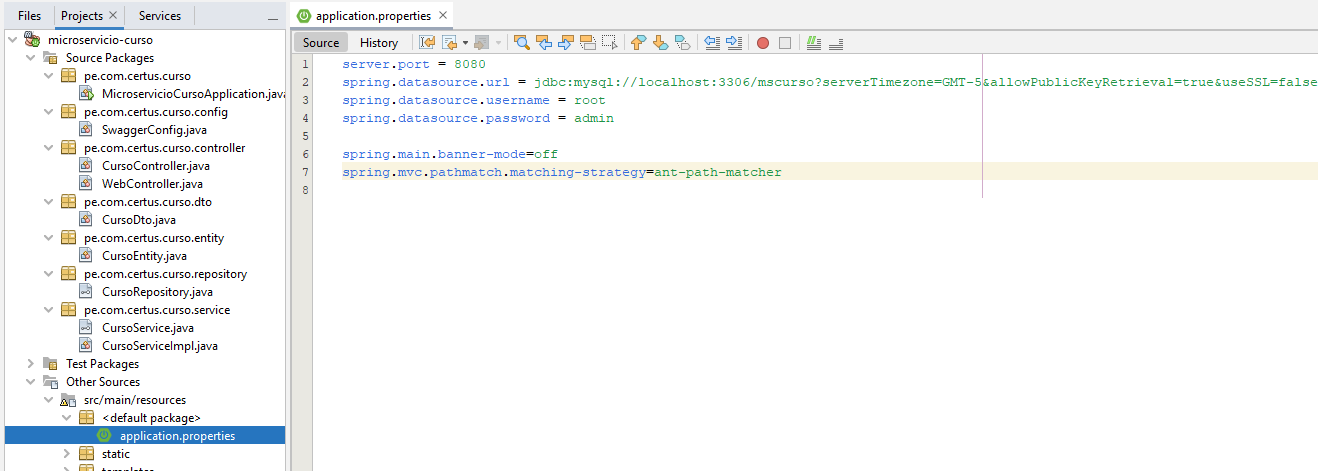 Files Projects Services
microservicio-curso
Source Packages
pe.com.certus.curso
MicroservicioCursoApplication.java
pe.com.certus.curso.config
SwaggerConfig.java
pe.com.certus.curso.controller
CursoController.java
WebController.java
pe.com.certus.curso.dto
CursoDto.java
pe.com.certus.curso.entity
CursoEntity.java
pe.com.certus.curso.repository
CursoRepository.java
pe.com.certus.curso.service
CursoService.java
CursoServiceImpl.java
Test Packages
Other Sources
src/main/resources
<default package>
application.properties
static
templates
application.properties
Source History
1 server.port = 8080
2 spring.datasource.url = jdbc:mysql://localhost:3306/mscurso?serverTimezone=GMT-5&allowPublicKeyRetrieval=true&useSSL=false
3 spring.datasource.username = root
4 spring.datasource.password = admin
5
6 spring.main.banner-mode=off
7 spring.mvc.pathmatch.matching-strategy=ant-path-matcher
8